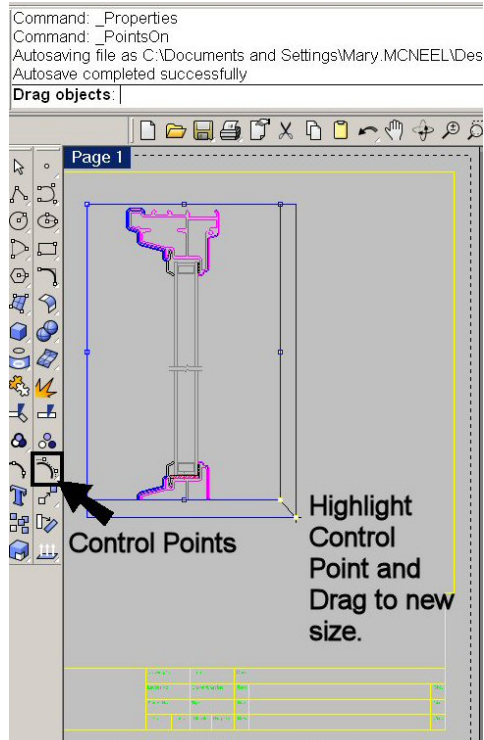 Command: _Properties
Command: _PointsOn
Autosaving file as C:\Documents and Settings\Mary.MCNEEL\Des
Autosave completed successfully
Drag objects:
Page 1
Control Points
Highlight
Control
Point and
Drag to new
size.